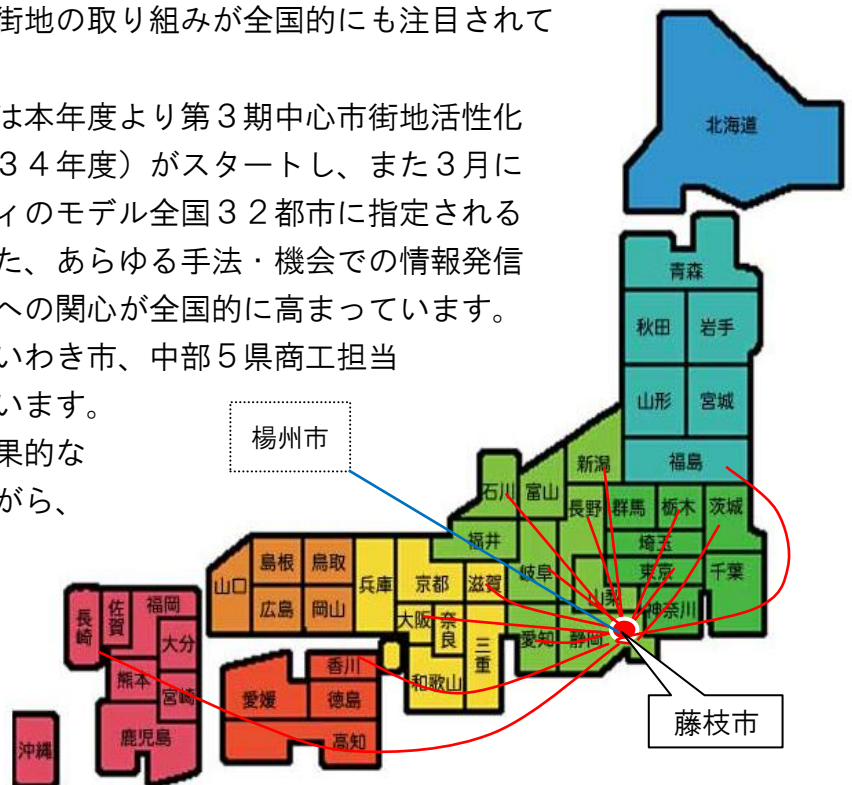 街地の取り組みが全国的にも注目されて
は本年度より第３期中心市街地活性化
３４年度）がスタートし、また３月に
ィのモデル全国３２都市に指定される
た、あらゆる手法・機会での情報発信
への関心が全国的に高まっています。
いわき市、中部５県商工担当
います。
果的な
がら、
楊州市
北海道
青森
秋田
岩手
山形
宮城
新潟
福島
石川
富山
長野
群馬
栃木
茨城
福井
埼玉
岐阜
東京
千葉
山梨
神奈川
愛知
静岡
山口
島根
鳥取
兵庫
京都
滋賀
広島
岡山
大阪
奈良
三重
和歌山
長崎
佐賀
福岡
大分
熊本
宮崎
鹿児島
沖縄
香川
愛媛
徳島
高知
藤枝市